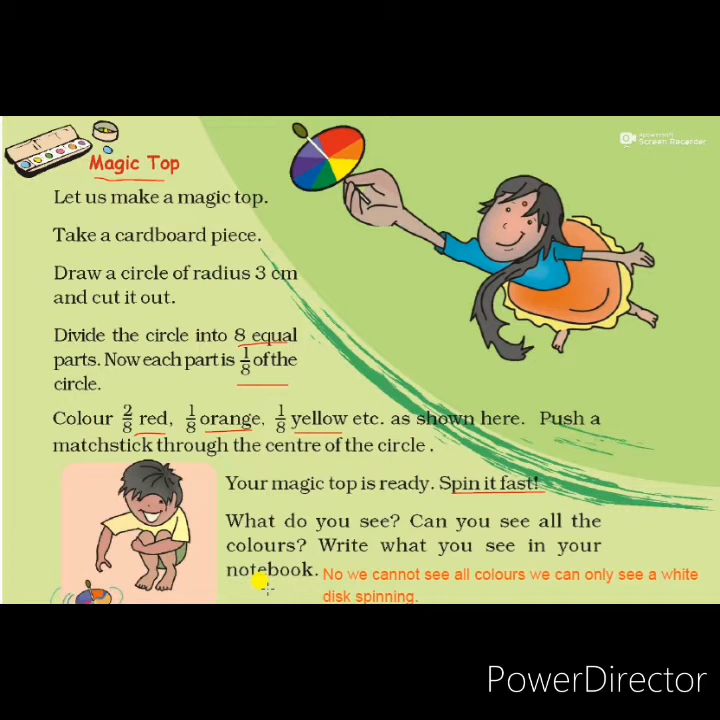 apowersoft
Screen Recorder
Magic Top
Let us make a magic top.
Take a cardboard piece.
Draw a circle of radius 3 cm
and cut it out.
Divide the circle into 8 equal
parts. Now each part is 1/8 of the
circle.
Colour 2/8 red, 1/8 orange, 1/8 yellow etc. as shown here. Push a
matchstick through the centre of the circle .
Your magic top is ready. Spin it fast!
What do you see? Can you see all the
colours? Write what you see in your
notebook. No we cannot see all colours we can only see a white
disk spinning.
PowerDirector